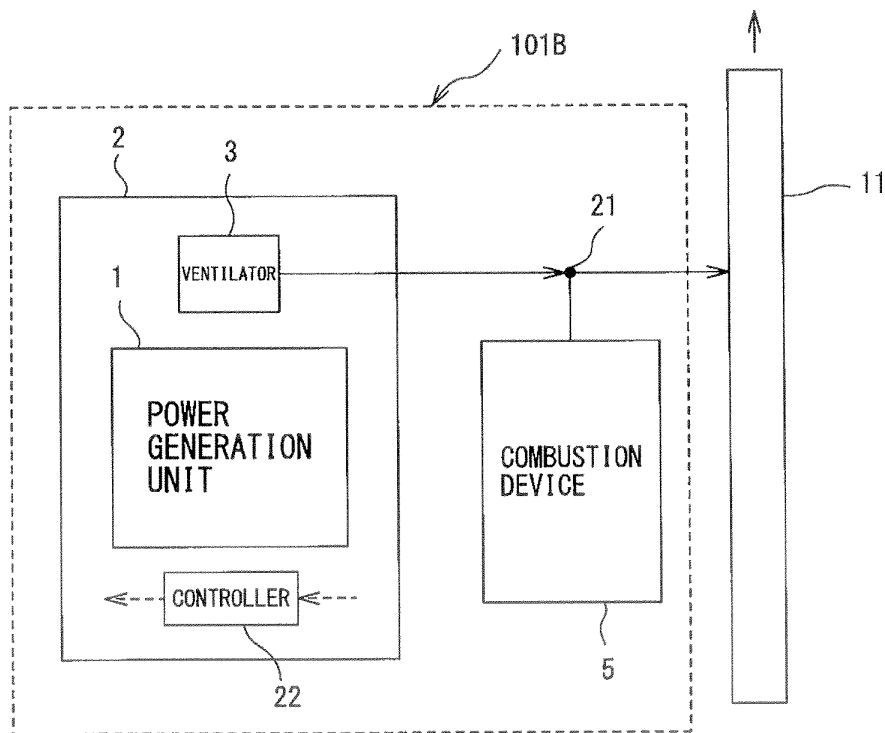 101B
2
3
21
11
VENTILATOR
1
POWER
GENERATION
UNIT
COMBUSTION
DEVICE
CONTROLLER
22
5